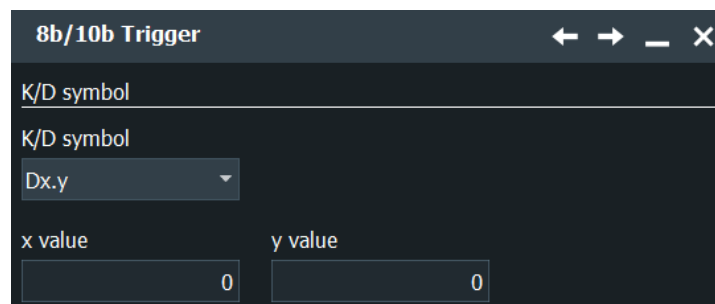 8b/10b Trigger
K/D symbol
K/D symbol
Dx.y
x value y value
0 0